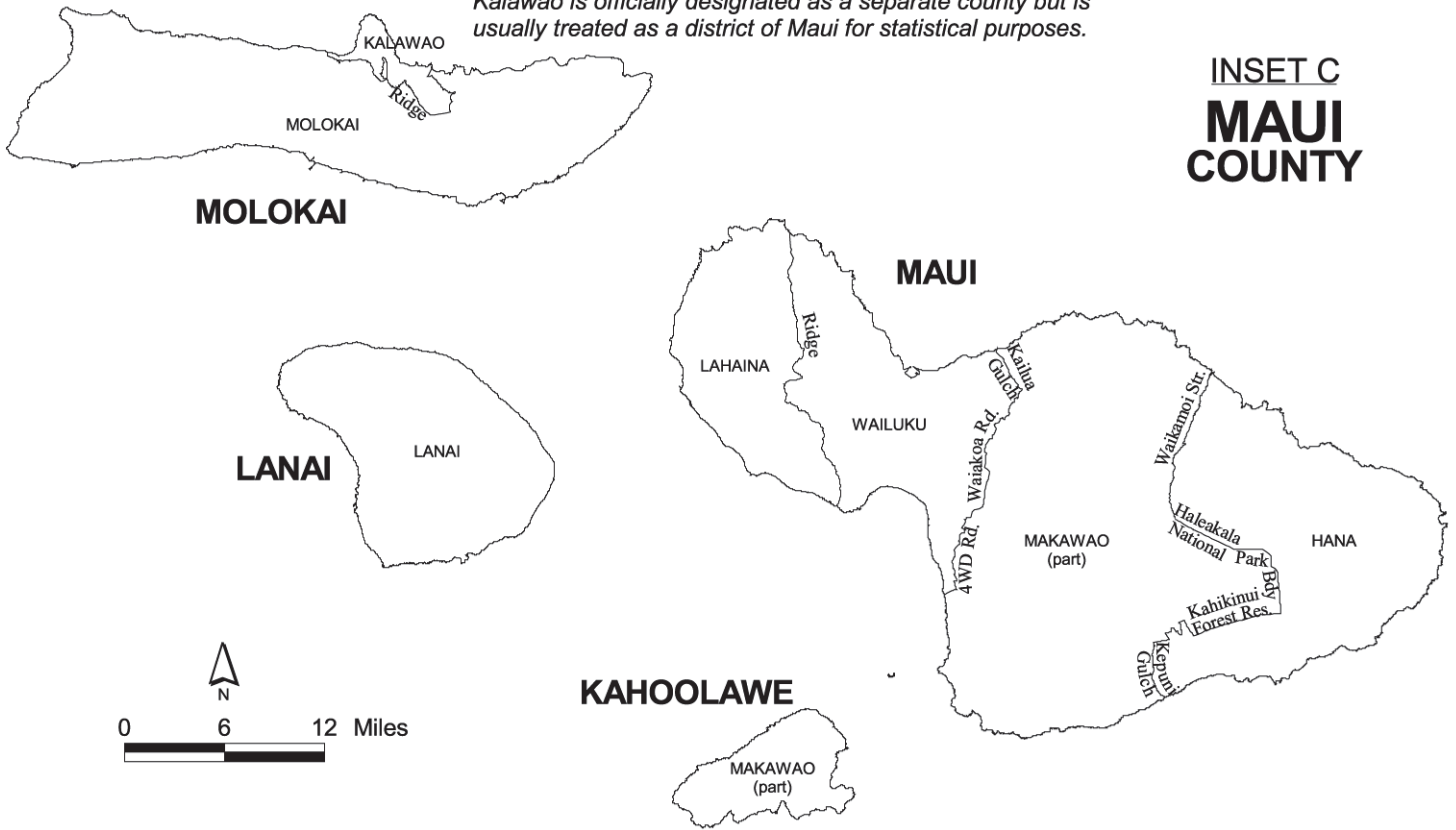 Kalawao is officially designated as a separate county but is
usually treated as a district of Maui for statistical purposes.
INSET C
MAUI
COUNTY
KALAWAO
Ridge
MOLOKAI
MOLOKAI
MAUI
Ridge
LAHAINA
Kailua
Gulch
WAILUKU
Waiakoa Rd.
4WD Rd.
Waikamoi Str.
LANAI
LANAI
MAKAWAO
(part)
Haleakala
National Park
Bdy
HANA
Kahikinui
Forest Res.
Kepuni
Gulch
N
0 6 12 Miles
KAHOOLAWE
MAKAWAO
(part)